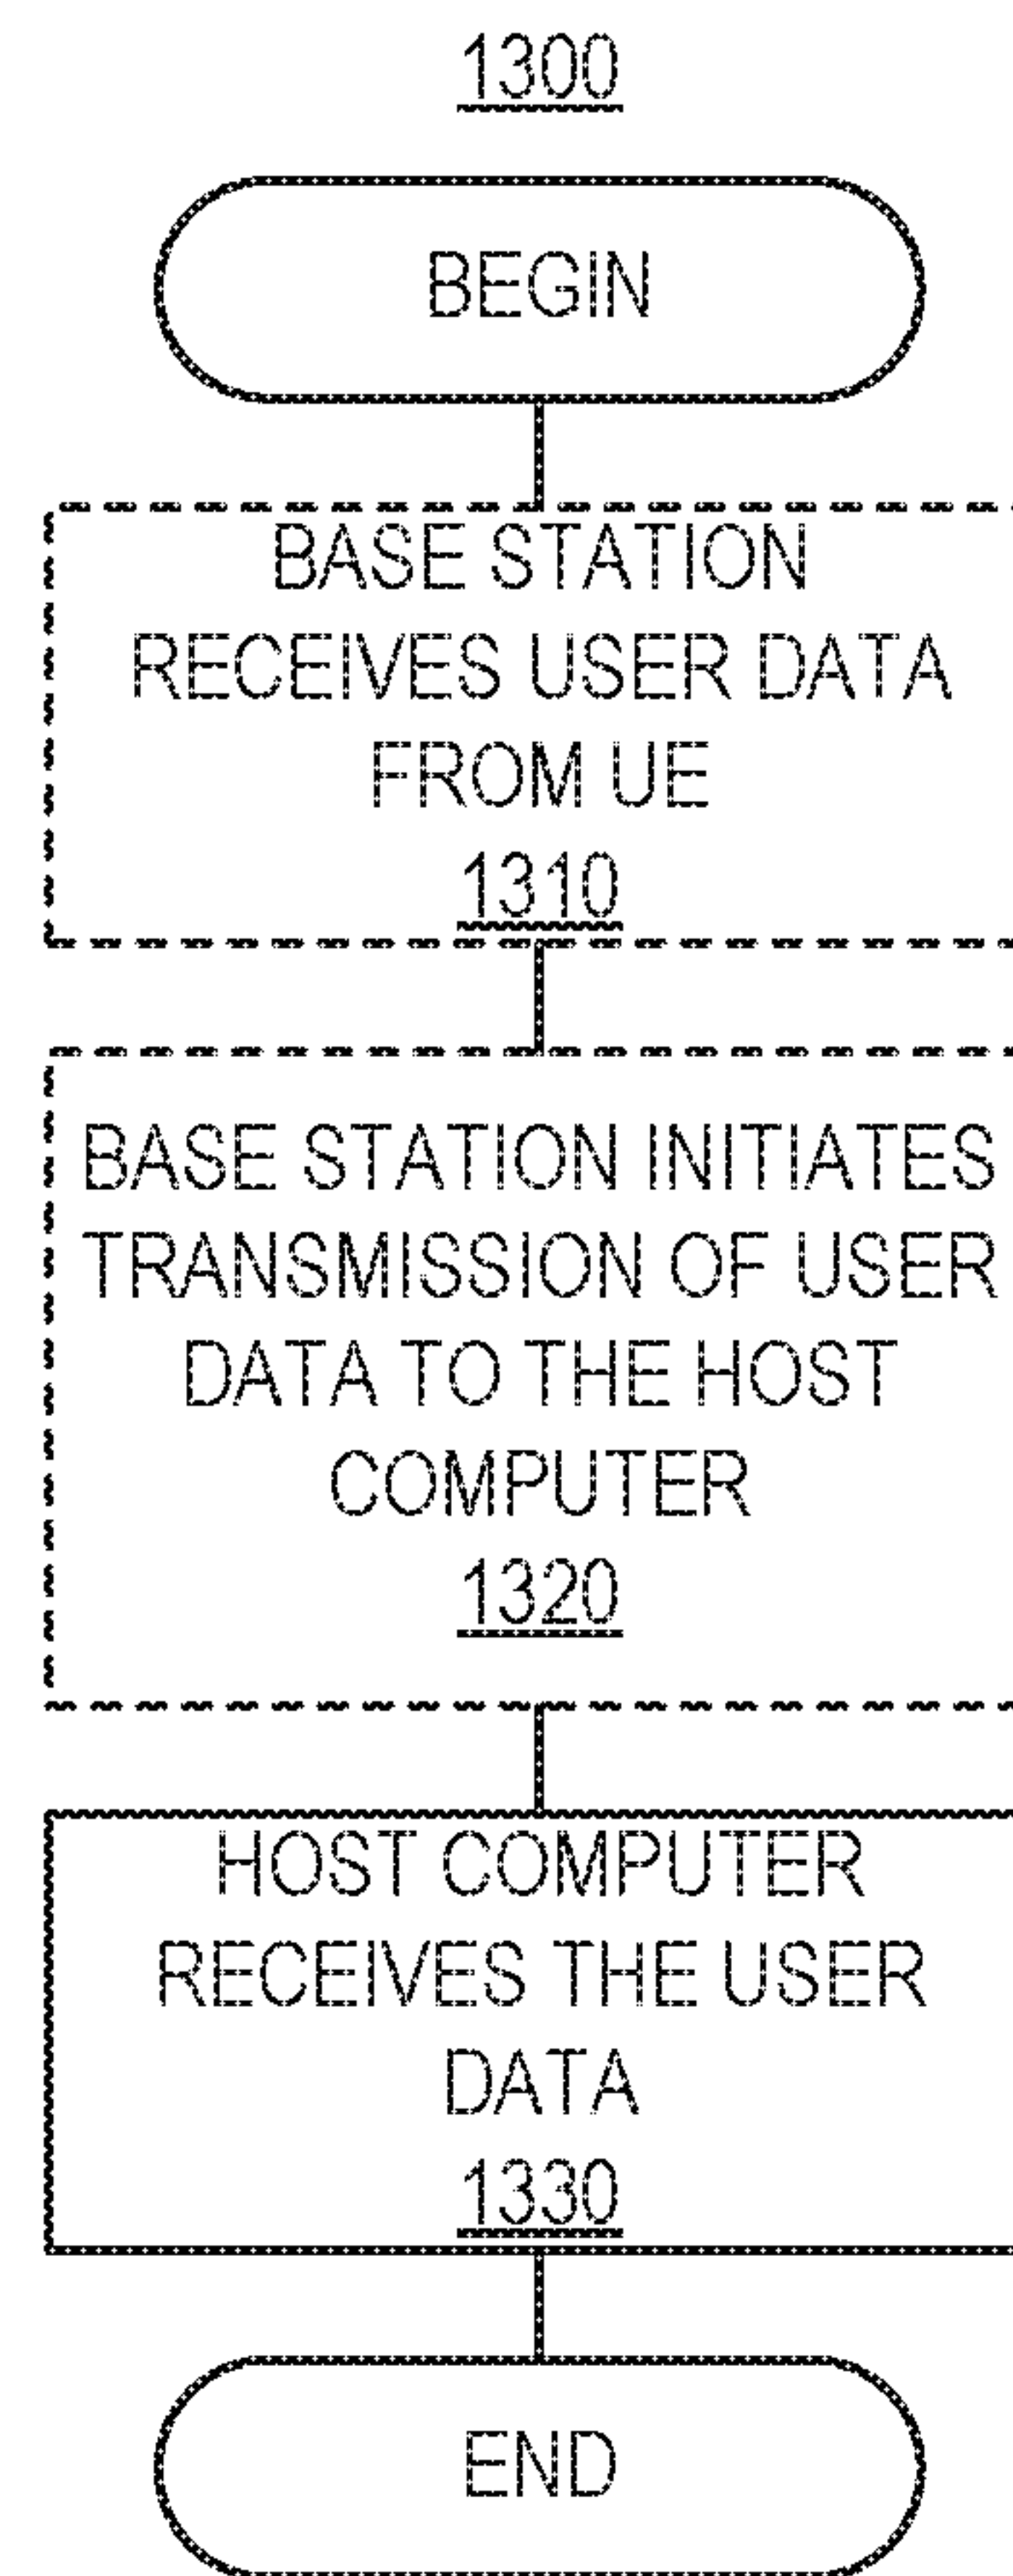 1300
BEGIN
BASE STATION
RECEIVES USER DATA
FROM UE
1310
BASE STATION INITIATES
TRANSMISSION OF USER
DATA TO THE HOST
COMPUTER
1320
HOST COMPUTER
RECEIVES THE USER
DATA
1330
END